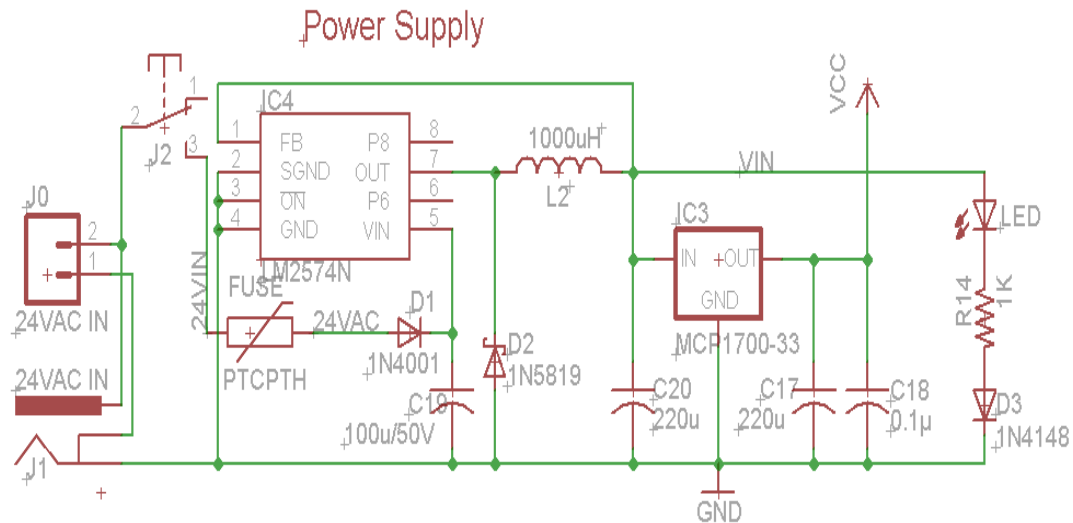 Power Supply
VCC
1
2
3
J2
IC4
1
2
3
4
FB
SGND
ON
GND
P8
OUT
P6
VIN
8
7
6
5
LM2574N
1000uH
L2
VIN
IC3
IN
OUT
GND
MCP1700-33
LED
R14
1K
J0
2
1
24VAC IN
24VAC IN
J1
24VIN
FUSE
PTCPTH
24VAC
D1
1N4001
D2
1N5819
C19
100u/50V
C20
220u
C17
220u
C18
0.1µ
D3
1N4148
GND